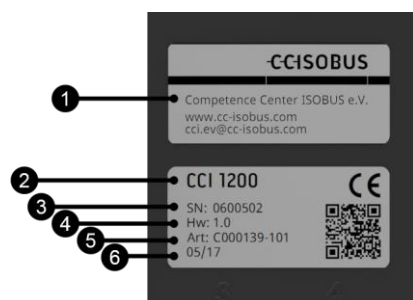 CCISOBUS
1
Competence Center ISOBUS e.V.
www.cc-isobus.com
cci.ev@cc-isobus.com
2
CCI 1200
CE
3
SN: 0600502
4
Hw: 1.0
5
Art: C000139-101
6
05/17